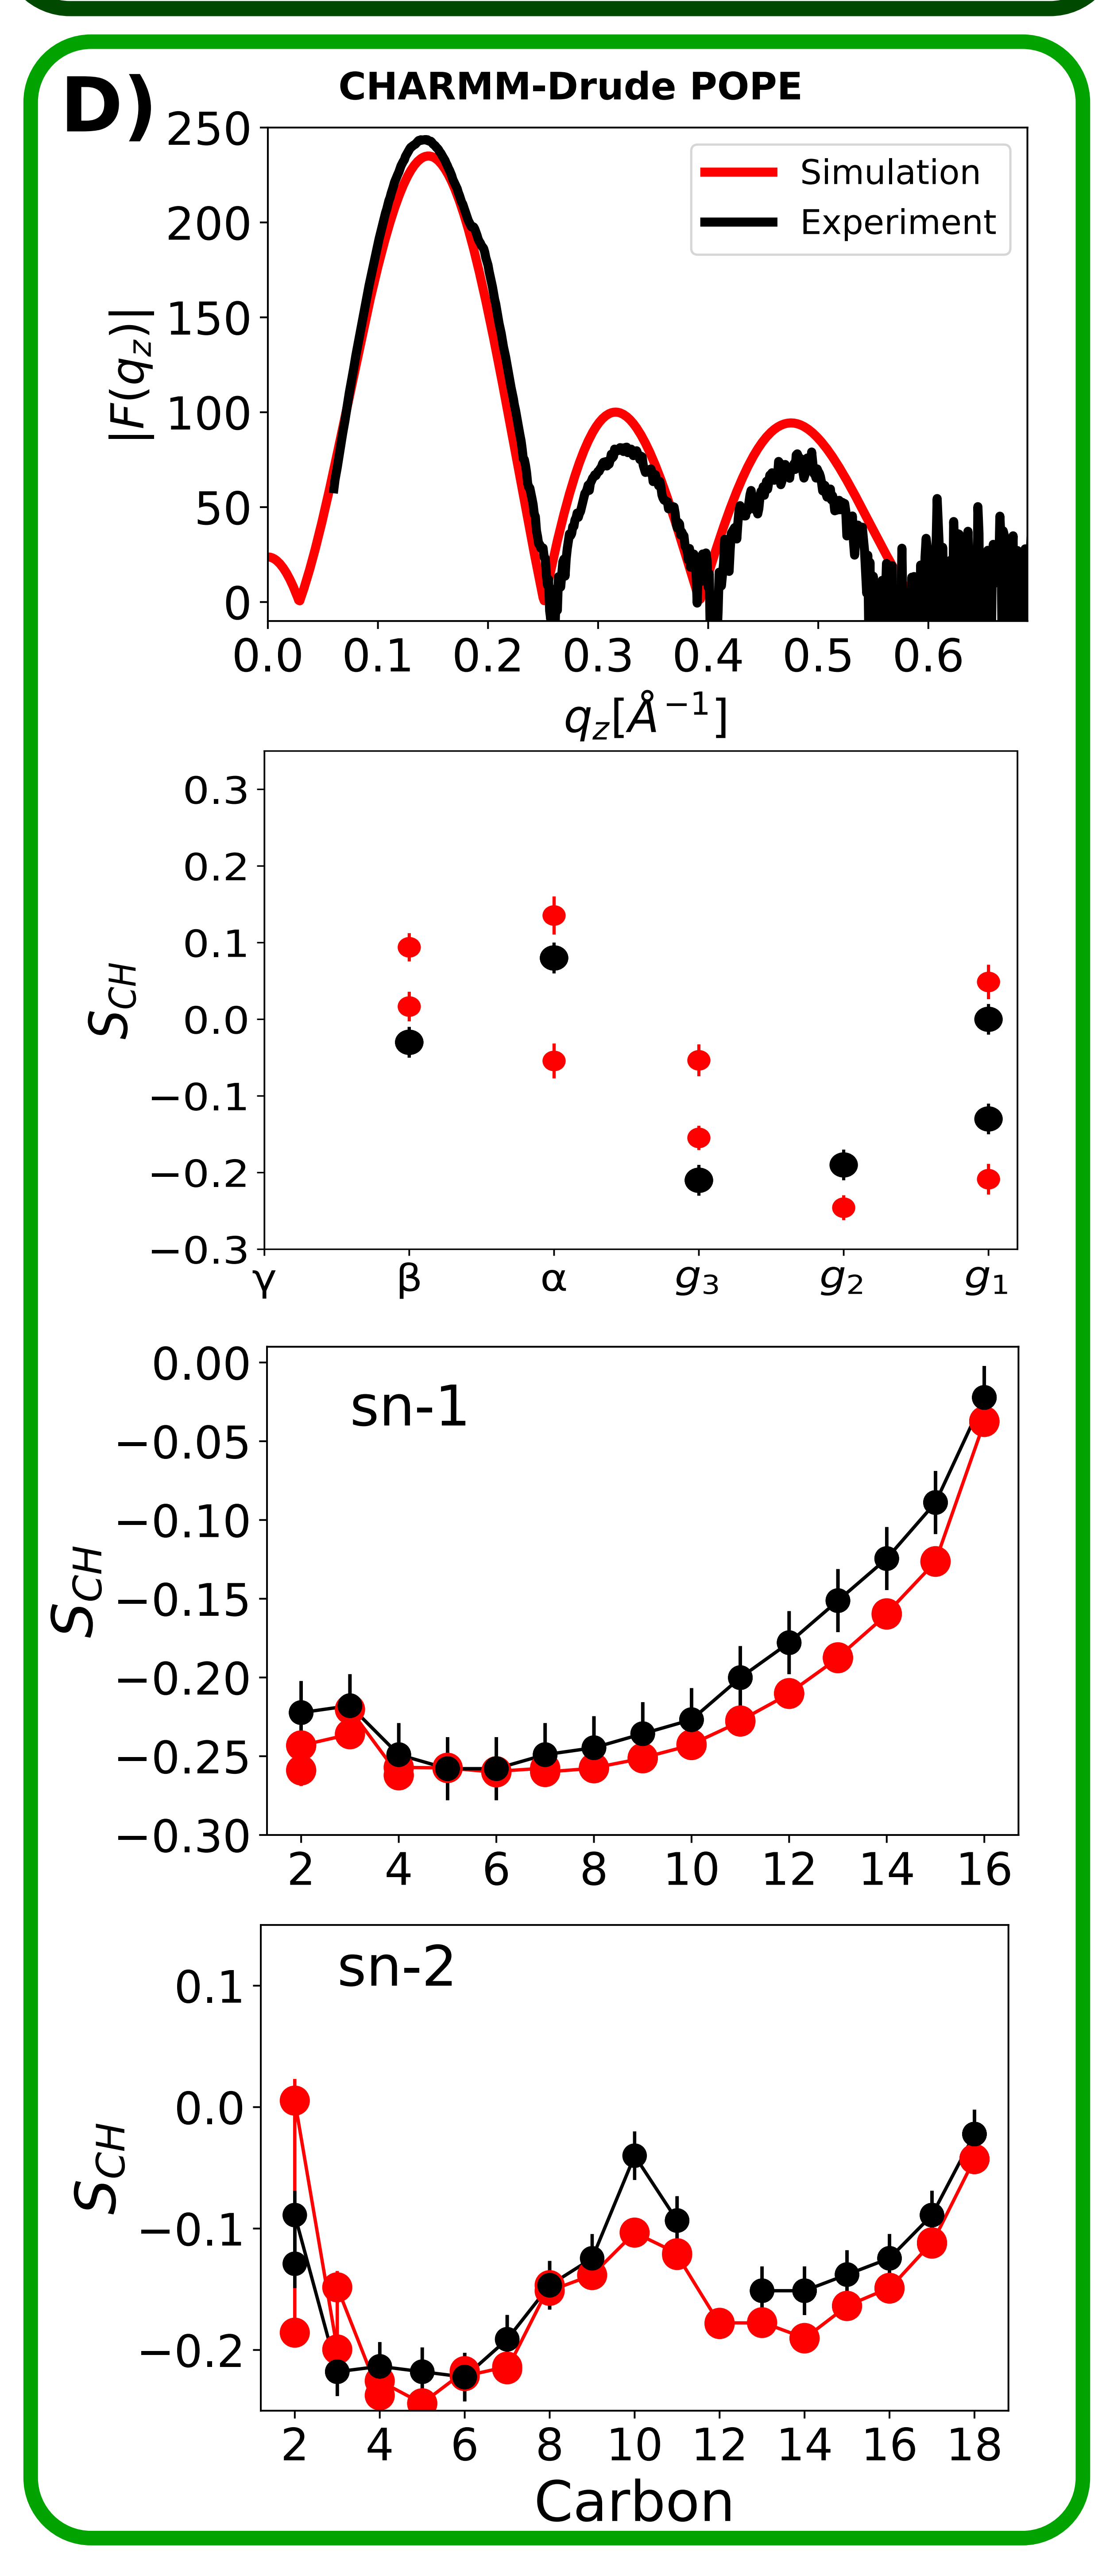 D)
CHARMM-Drude POPE
250
200
150
100
50
0
|F(q_z)|
Simulation
Experiment
0.0 0.1 0.2 0.3 0.4 0.5 0.6
q_z[Å⁻¹]
0.3
0.2
0.1
0.0
−0.1
−0.2
−0.3
S_CH
γ β α g₃ g₂ g₁
sn-1
0.00
−0.05
−0.10
−0.15
−0.20
−0.25
−0.30
S_CH
2 4 6 8 10 12 14 16
sn-2
0.1
0.0
−0.1
−0.2
S_CH
2 4 6 8 10 12 14 16 18
Carbon